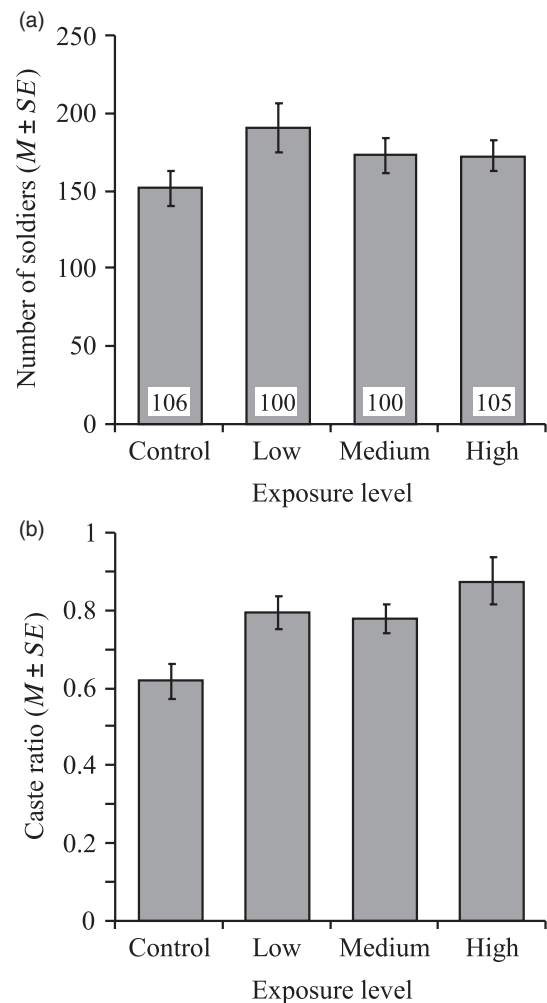 (a)
Number of soldiers (M ± SE)
250
200
150
100
50
0
106
100
100
105
Control
Low
Medium
High
Exposure level
(b)
Caste ratio (M ± SE)
1
0.8
0.6
0.4
0.2
0
Control
Low
Medium
High
Exposure level